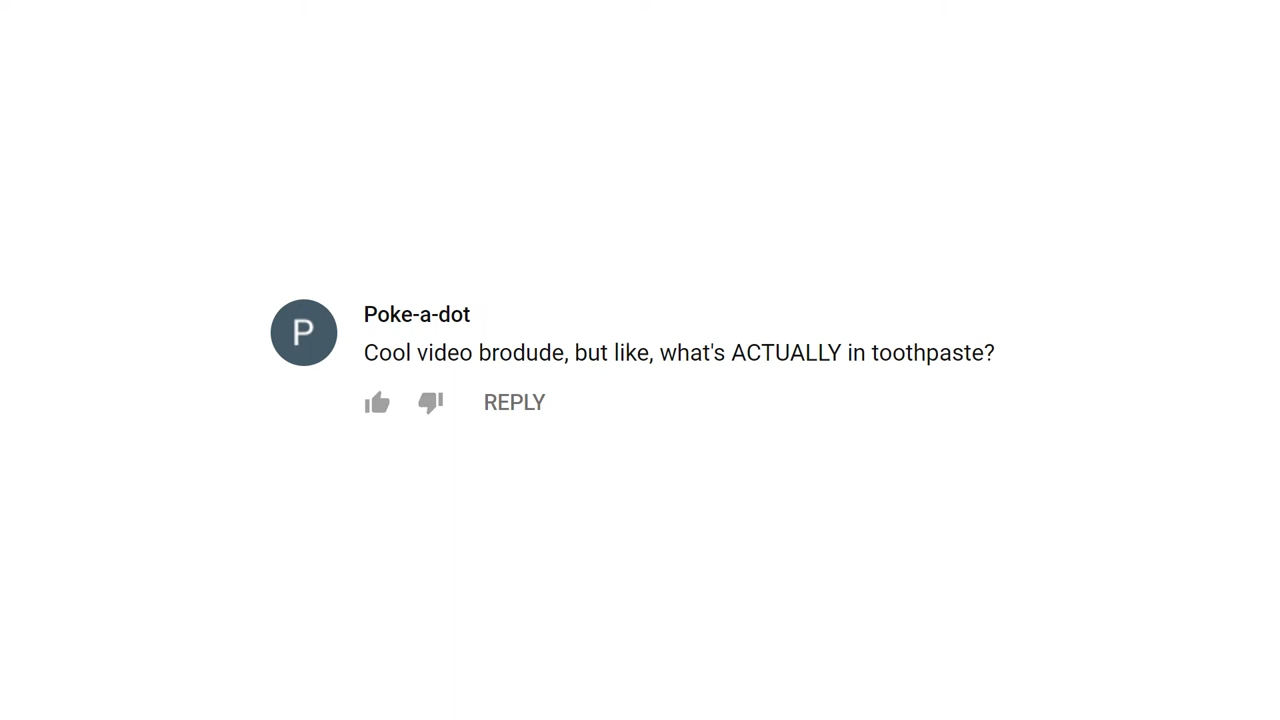 P
Poke-a-dot
Cool video brodude, but like, what's ACTUALLY in toothpaste?
REPLY